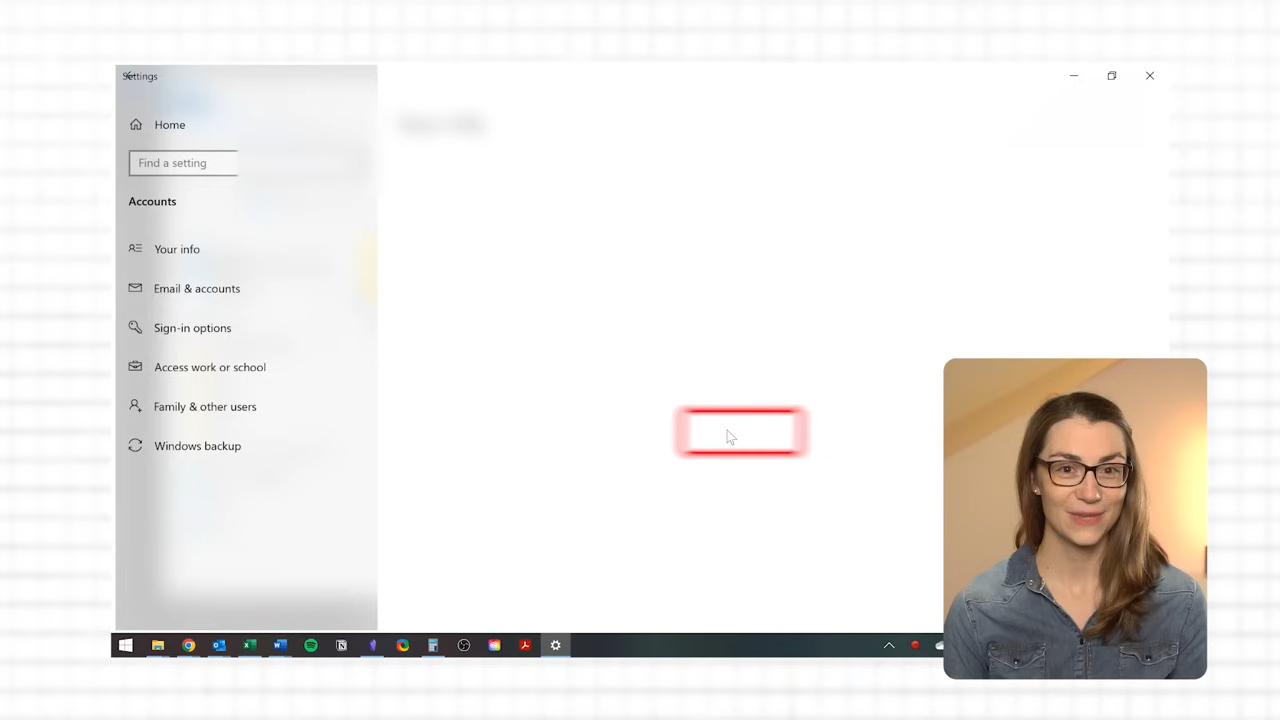 Settings
Home
Find a setting
Accounts
Your info
Email & accounts
Sign-in options
Access work or school
Family & other users
Windows backup